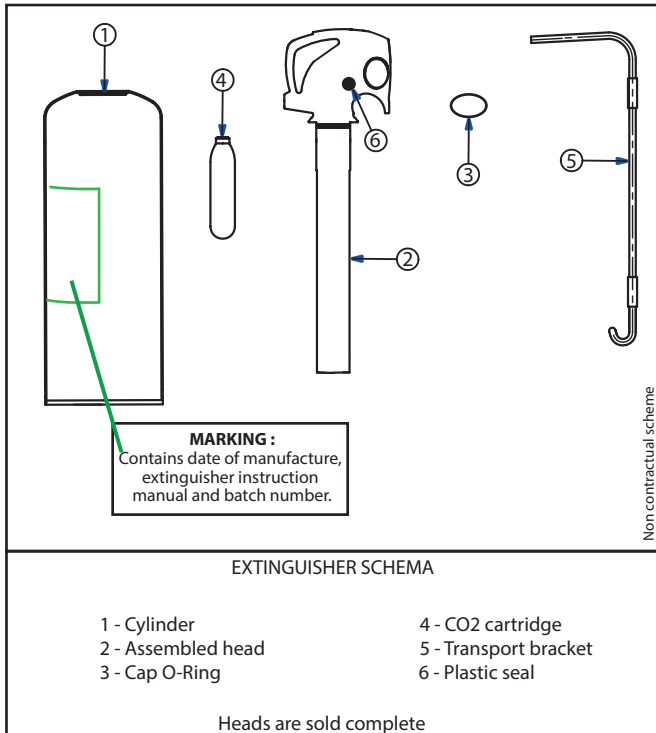 1
4
6
3
5
2
MARKING :
Contains date of manufacture,
extinguisher instruction
manual and batch number.
Non contractual scheme
EXTINGUISHER SCHEMA
1 - Cylinder
2 - Assembled head
3 - Cap O-Ring
4 - CO2 cartridge
5 - Transport bracket
6 - Plastic seal
Heads are sold complete